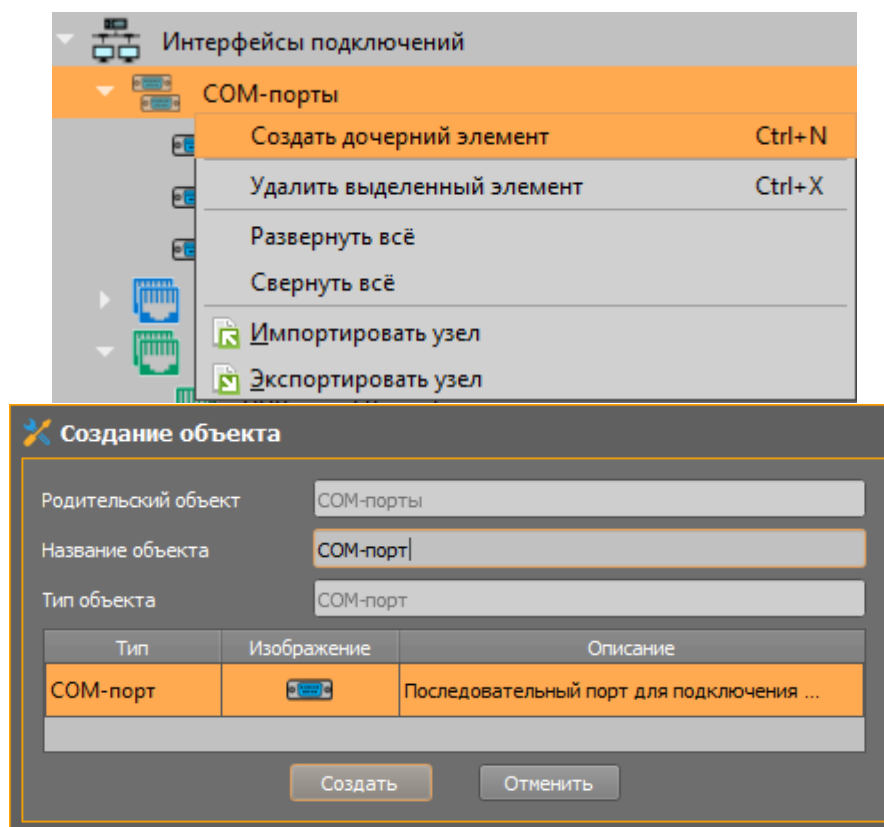 Интерфейсы подключений
COM-порты
Создать дочерний элемент Ctrl+N
Удалить выделенный элемент Ctrl+X
Развернуть всё
Свернуть всё
Импортировать узел
Экспортировать узел
Создание объекта
Родительский объект COM-порты
Название объекта COM-порт
Тип объекта COM-порт
Тип Изображение Описание
COM-порт Последовательный порт для подключения ...
Создать Отменить